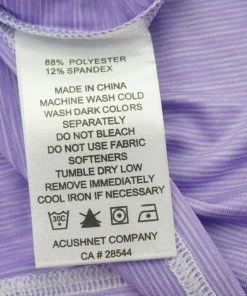 88% POLYESTER
12% SPANDEX
MADE IN CHINA
MACHINE WASH COLD
WASH DARK COLORS
SEPARATELY
DO NOT BLEACH
DO NOT USE FABRIC
SOFTENERS
TUMBLE DRY LOW
REMOVE IMMEDIATELY
COOL IRON IF NECESSARY
30C
ACUSHNET COMPANY
CA # 28544